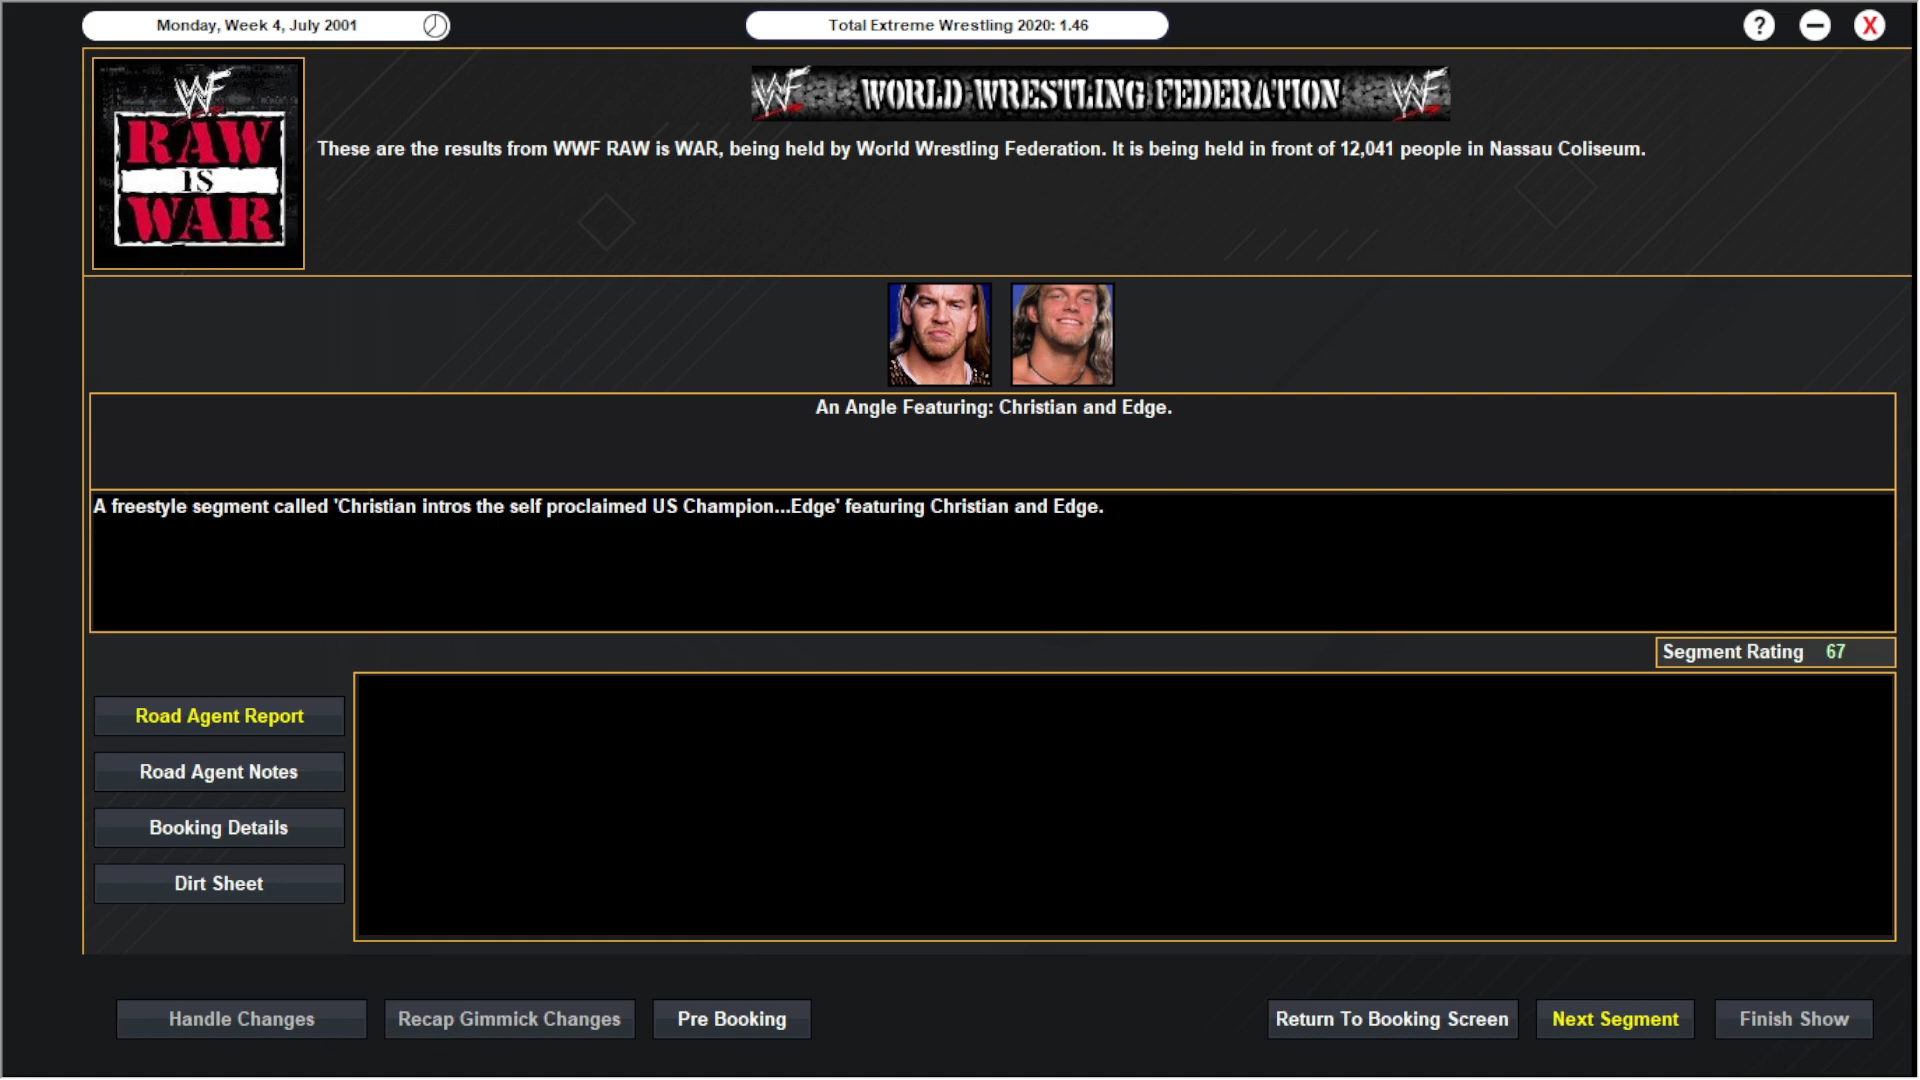 Monday, Week 4, July 2001
Total Extreme Wrestling 2020: 1.46
?
X
WF
RAW
IS
WAR
WF WORLD WRESTLING FEDERATION WF
These are the results from WWF RAW is WAR, being held by World Wrestling Federation. It is being held in front of 12,041 people in Nassau Coliseum.
An Angle Featuring: Christian and Edge.
A freestyle segment called 'Christian intros the self proclaimed US Champion...Edge' featuring Christian and Edge.
Segment Rating 67
Road Agent Report
Road Agent Notes
Booking Details
Dirt Sheet
Handle Changes
Recap Gimmick Changes
Pre Booking
Return To Booking Screen
Next Segment
Finish Show